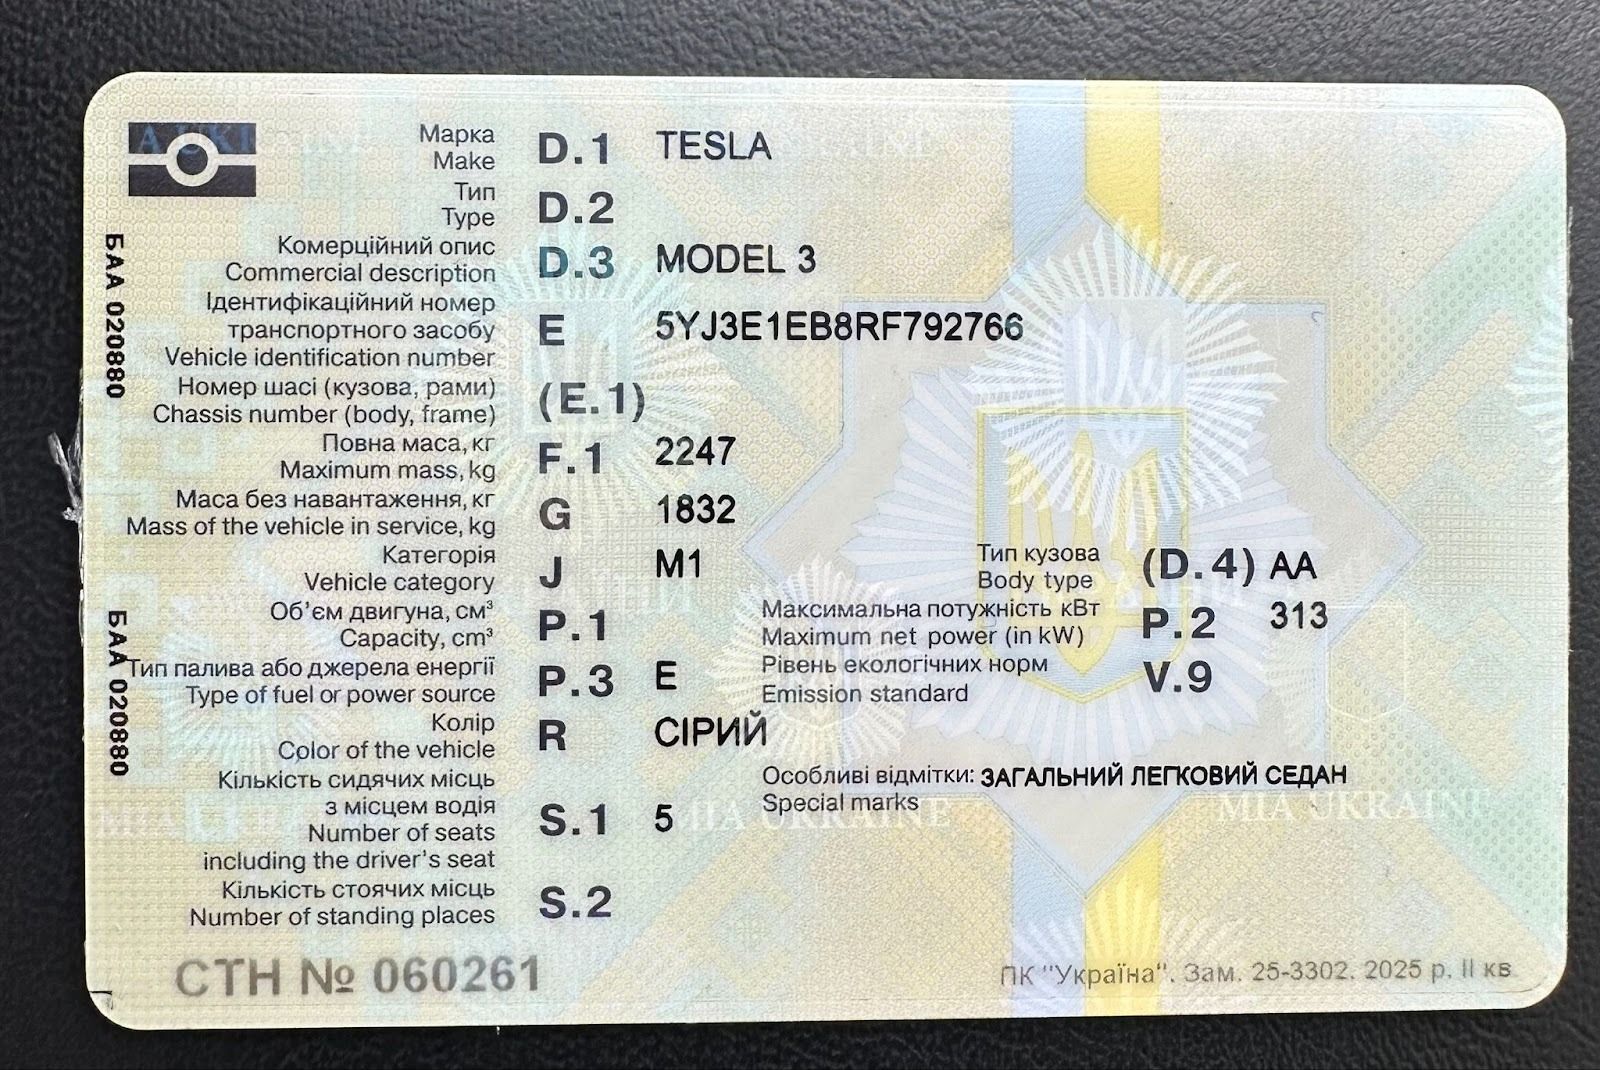 Марка
Make D.1 TESLA
Тип
Type D.2
Комерційний опис
Commercial description D.3 MODEL 3
Ідентифікаційний номер
транспортного засобу
Vehicle identification number E 5YJ3E1EB8RF792766
Номер шасі (кузова, рами)
Chassis number (body, frame) (E.1)
Повна маса, кг
Maximum mass, kg F.1 2247
Маса без навантаження, кг
Mass of the vehicle in service, kg G 1832
Категорія
Vehicle category J M1
Тип кузова
Body type (D.4) AA
Об'єм двигуна, см³
Capacity, cm³ P.1
Максимальна потужність кВт
Maximum net power (in kW) P.2 313
Тип палива або джерела енергії
Type of fuel or power source P.3 E
Рівень екологічних норм
Emission standard V.9
Колір
Color of the vehicle R СІРИЙ
Кількість сидячих місць
з місцем водія
Number of seats
including the driver's seat S.1 5
Особливі відмітки: ЗАГАЛЬНИЙ ЛЕГКОВИЙ СЕДАН
Special marks
Кількість стоячих місць
Number of standing places S.2
СТН № 060261
ПК "Україна". Зам. 25-3302. 2025 р. II кв
БАА 020880
БАА 020880
MIA UKRAINE
MIA UKRAINE